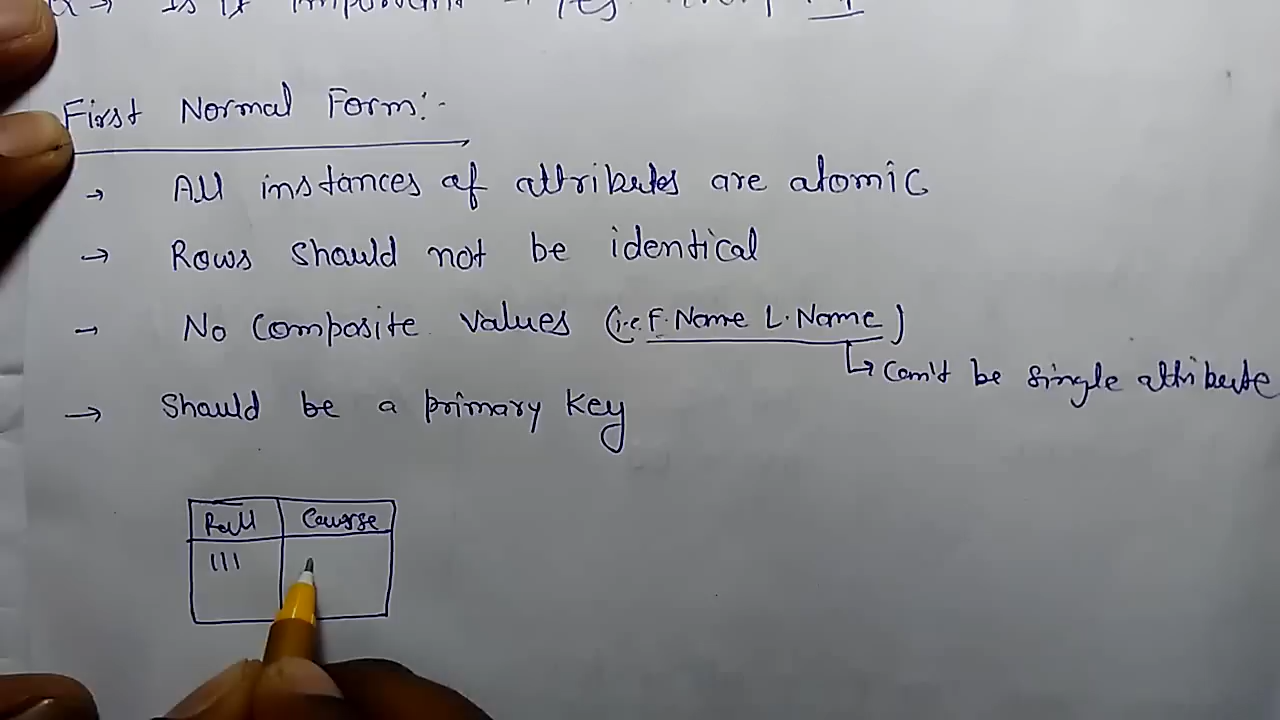 First Normal Form:-
→ All instances of attributes are atomic
→ Rows should not be identical
→ No Composite values (i.e. F.Name L.Name)
↳ Can't be single attribute
→ Should be a primary key
Roll Course
111